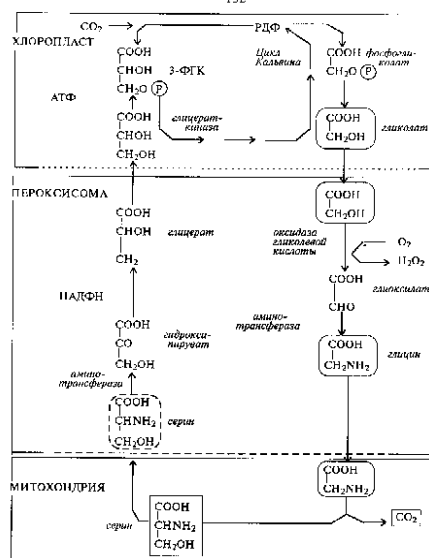 132
CO₂
РДФ
ХЛОРОПЛАСТ
COOH
CHOH
CH₂O (P)
3-ФГК
Цикл
Кальвина
COOH
CH₂O (P)
фосфогли-
колат
АТФ
COOH
CHOH
CH₂OH
глицерат-
киназа
COOH
CH₂OH
гликолат
ПЕРОКСИСОМА
COOH
CH₂OH
COOH
CHOH
CH₂
глицерат
оксидаза
гликолевой
кислоты
O₂
H₂O₂
COOH
CHO
глиоксилат
НАДФН
COOH
CO
CH₂OH
гидрокси-
пируват
амино-
трансфераза
COOH
CH₂NH₂
глицин
амино-
трансфераза
COOH
CHNH₂
CH₂OH
серин
МИТОХОНДРИЯ
COOH
CH₂NH₂
серин
COOH
CHNH₂
CH₂OH
CO₂